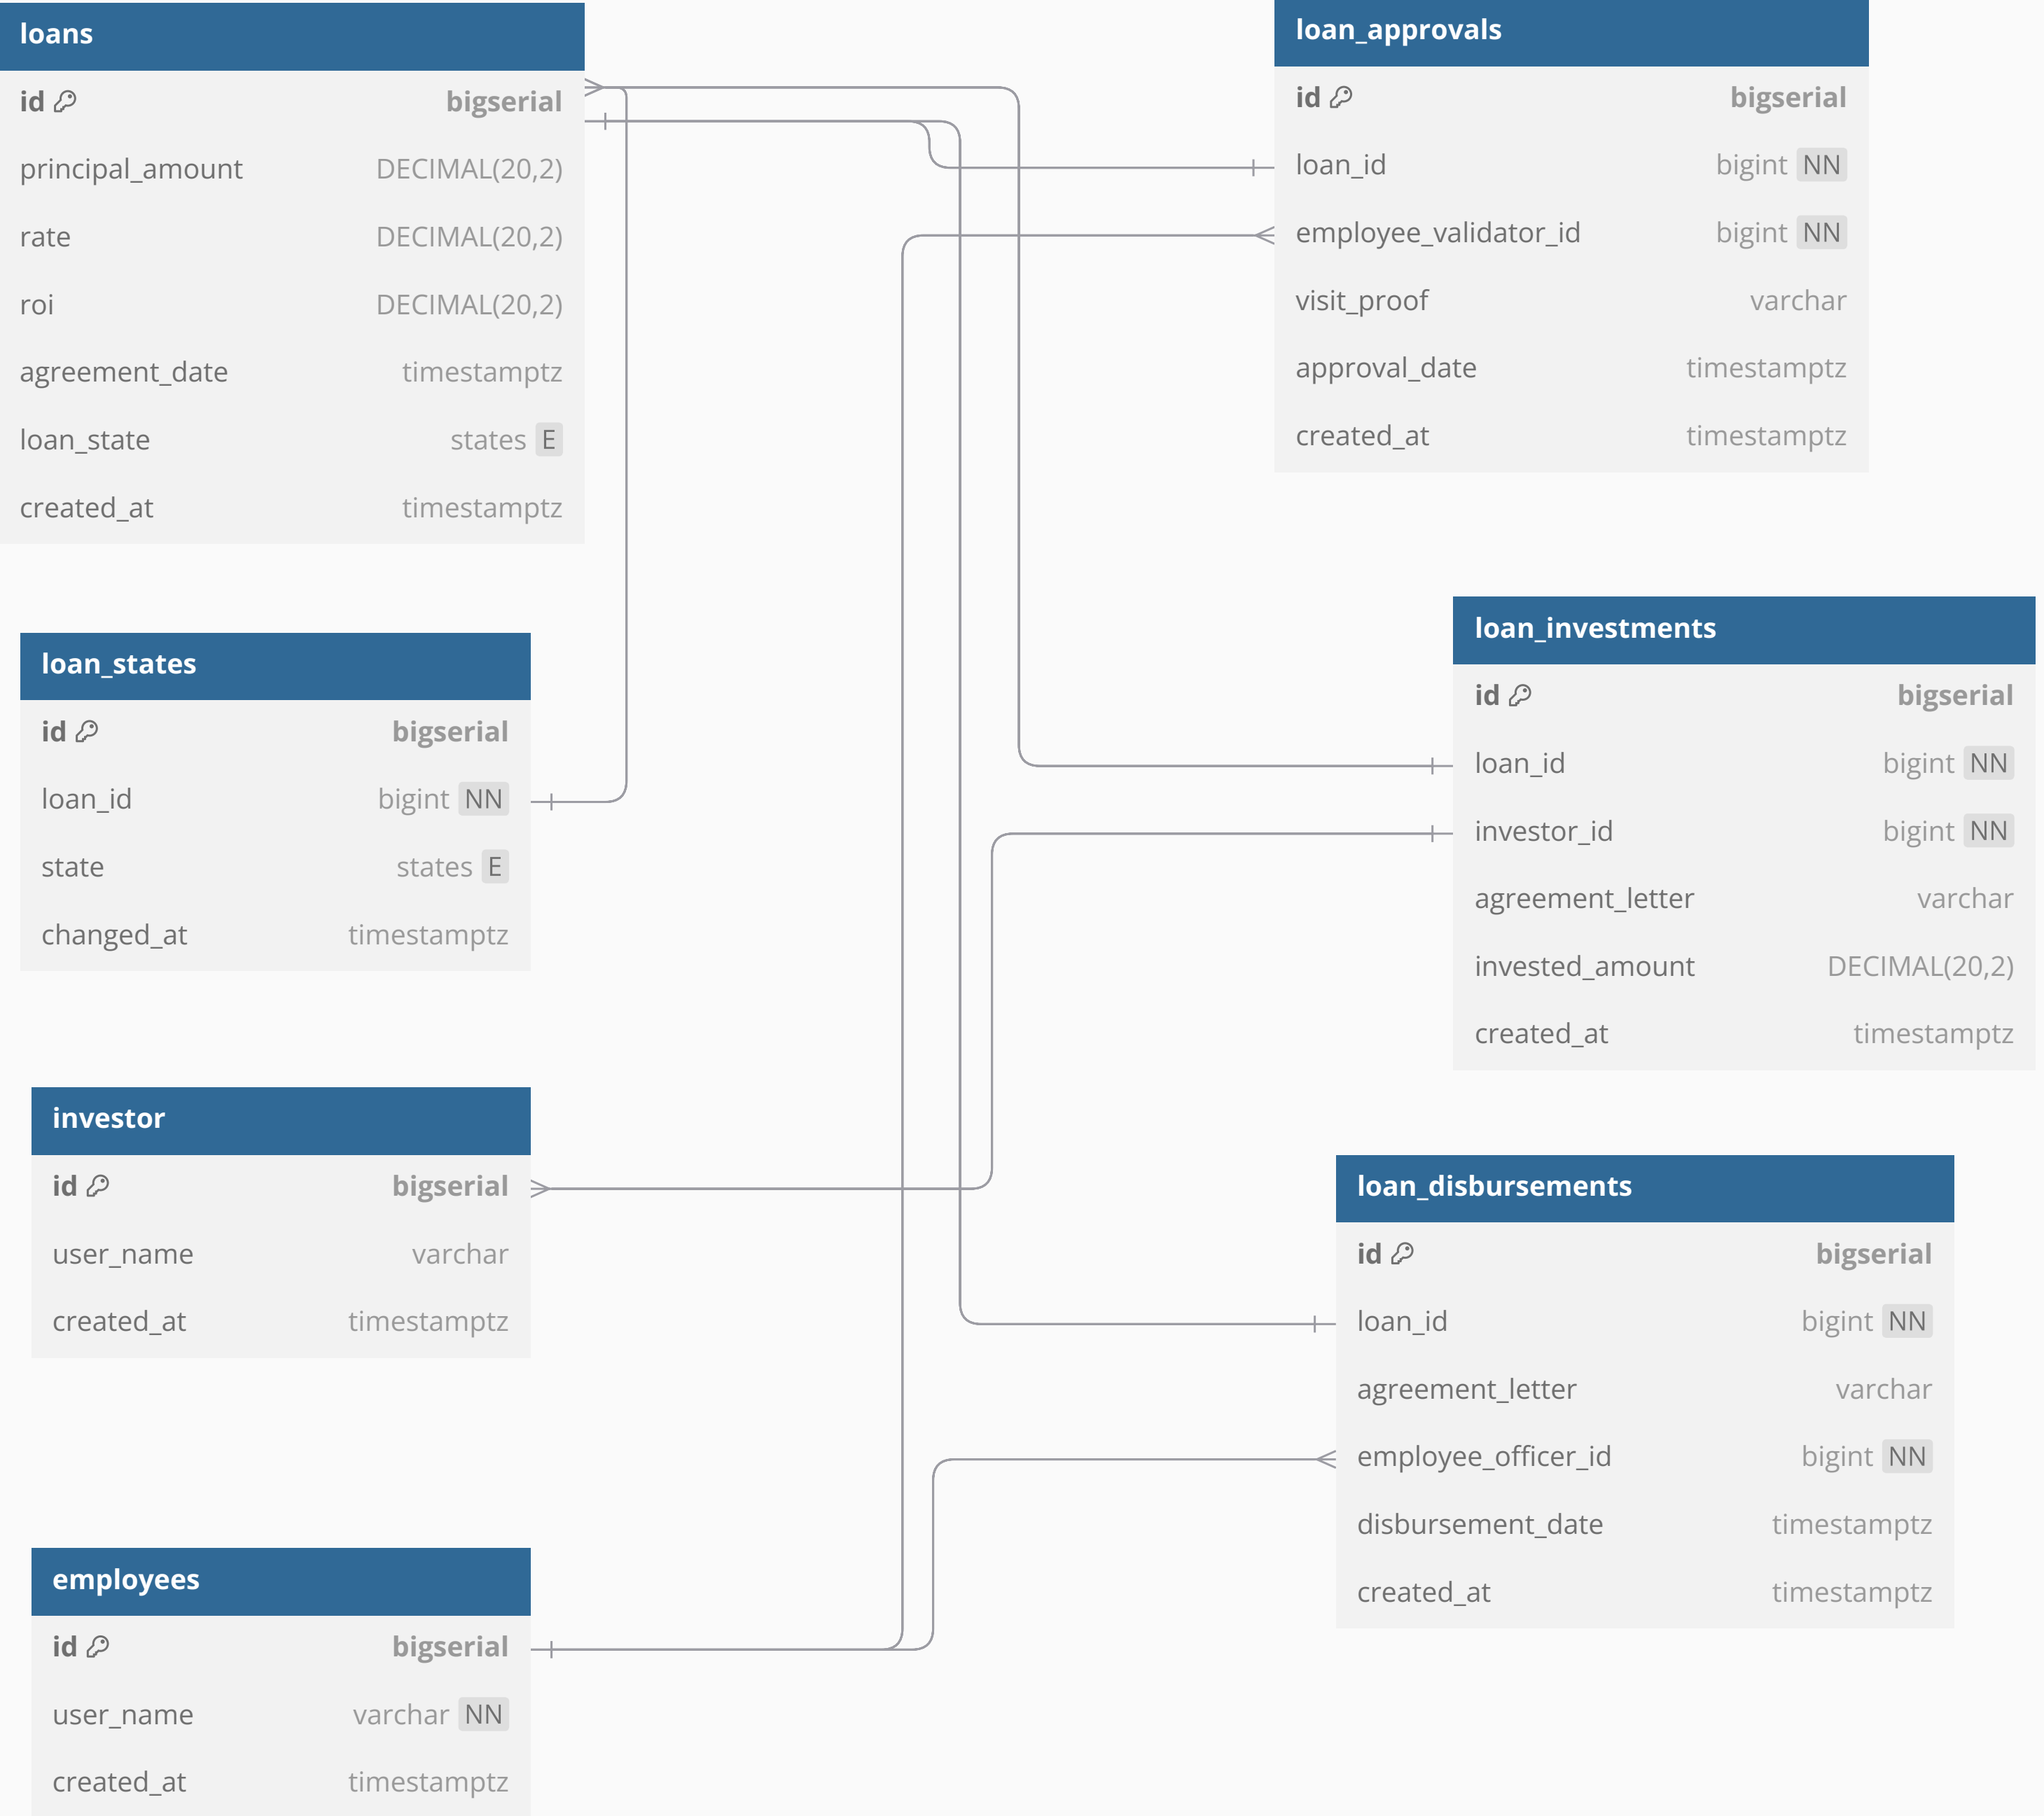 loans
id bigserial
principal_amount DECIMAL(20,2)
rate DECIMAL(20,2)
roi DECIMAL(20,2)
agreement_date timestamptz
loan_state states E
created_at timestamptz
loan_approvals
id bigserial
loan_id bigint NN
employee_validator_id bigint NN
visit_proof varchar
approval_date timestamptz
created_at timestamptz
loan_states
id bigserial
loan_id bigint NN
state states E
changed_at timestamptz
loan_investments
id bigserial
loan_id bigint NN
investor_id bigint NN
agreement_letter varchar
invested_amount DECIMAL(20,2)
created_at timestamptz
investor
id bigserial
user_name varchar
created_at timestamptz
loan_disbursements
id bigserial
loan_id bigint NN
agreement_letter varchar
employee_officer_id bigint NN
disbursement_date timestamptz
created_at timestamptz
employees
id bigserial
user_name varchar NN
created_at timestamptz